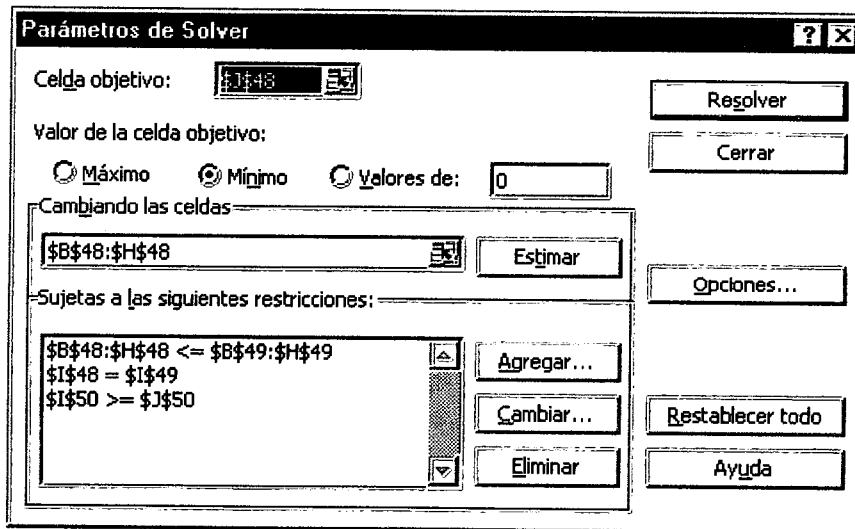 Parámetros de Solver
Celda objetivo: $J$48
Resolver
Valor de la celda objetivo:
Cerrar
Máximo Mínimo Valores de: 0
Cambiando las celdas
$B$48:$H$48 Estimar
Opciones...
Sujetas a las siguientes restricciones:
$B$48:$H$48 <= $B$49:$H$49
$I$48 = $I$49
$I$50 >= $J$50
Agregar...
Cambiar...
Restablecer todo
Eliminar
Ayuda